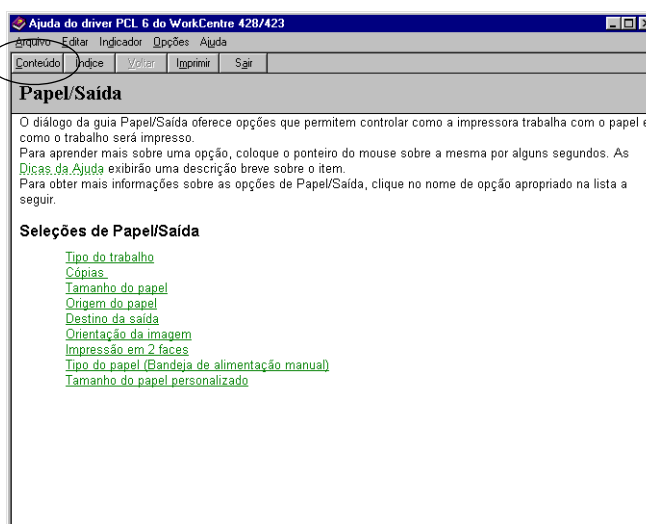 Ajuda do driver PCL 6 do WorkCentre 428/423
Arquivo Editar Indicador Opções Ajuda
Conteúdo Índice Voltar Imprimir Sair
Papel/Saída
O diálogo da guia Papel/Saída oferece opções que permitem controlar como a impressora trabalha com o papel e
como o trabalho será impresso.
Para aprender mais sobre uma opção, coloque o ponteiro do mouse sobre a mesma por alguns segundos. As
Dicas da Ajuda exibirão uma descrição breve sobre o item.
Para obter mais informações sobre as opções de Papel/Saída, clique no nome de opção apropriado na lista a
seguir.
Seleções de Papel/Saída
Tipo do trabalho
Cópias
Tamanho do papel
Origem do papel
Destino da saída
Orientação da imagem
Impressão em 2 faces
Tipo do papel (Bandeja de alimentação manual)
Tamanho do papel personalizado